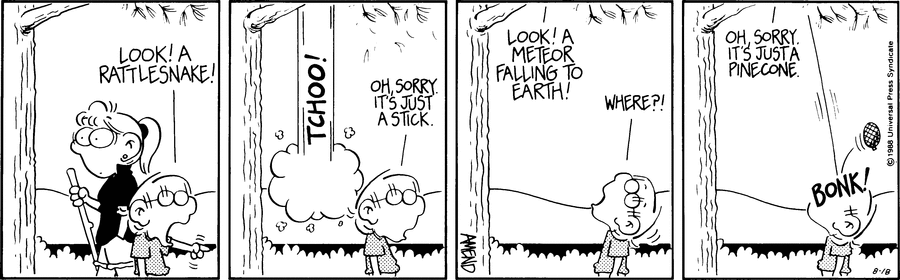 LOOK! A
RATTLESNAKE!
TCHOO!
OH, SORRY.
IT'S JUST
A STICK.
LOOK! A
METEOR
FALLING TO
EARTH!
WHERE?!
AMEND
OH, SORRY.
IT'S JUST A
PINECONE.
BONK!
© 1988 Universal Press Syndicate
8-18